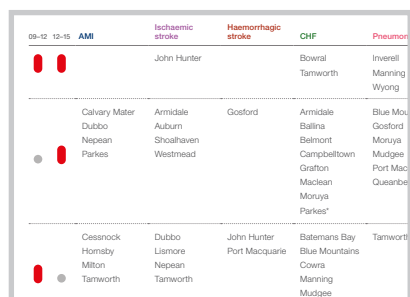 09–12 12–15 AMI Ischaemic stroke Haemorrhagic stroke CHF
John Hunter Bowral Inverell
Tamworth Manning
Wyong
Calvary Mater Armidale Gosford Armidale
Dubbo Auburn Ballina Gosford
Nepean Shoalhaven Belmont Moruya
Parkes Westmead Campbelltown Mudgee
Grafton
Maclean
Moruya
Parkes*
Cessnock Dubbo John Hunter Batemans Bay
Hornsby Lismore Port Macquarie Blue Mountains
Milton Nepean Cowra
Tamworth Tamworth Manning
Mudgee